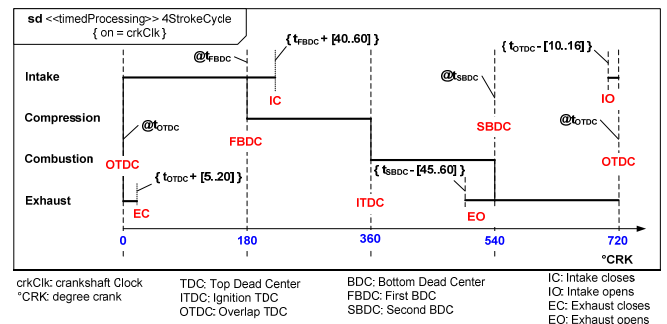 sd <<timedProcessing>> 4StrokeCycle
{ on = crkClk }
{ tFBDC + [40..60] }
@tFBDC
{ tOTDC - [10..16] }
Intake
@tSBDC
IC
IO
Compression
@tOTDC
FBDC
SBDC
@tOTDC
Combustion
OTDC
OTDC
{ tOTDC + [5..20] }
{ tSBDC - [45..60] }
Exhaust
EC
ITDC
EO
0 180 360 540 720
°CRK
crkClk: crankshaft Clock
°CRK: degree crank
TDC: Top Dead Center
ITDC: Ignition TDC
OTDC: Overlap TDC
BDC: Bottom Dead Center
FBDC: First BDC
SBDC: Second BDC
IC: Intake closes
IO: Intake opens
EC: Exhaust closes
EO: Exhaust opens